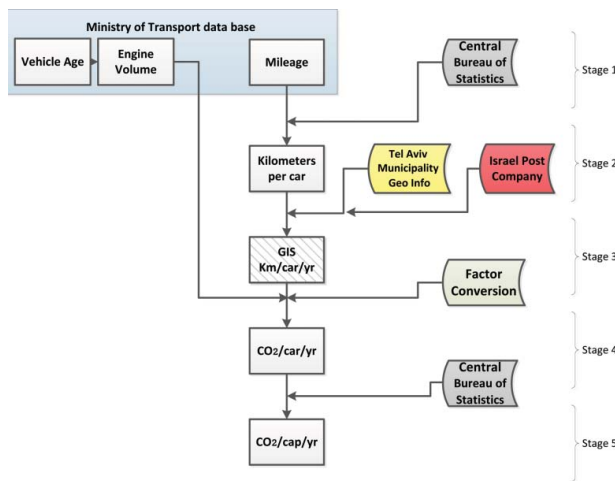 Ministry of Transport data base
Vehicle Age
Engine
Volume
Mileage
Central
Bureau of
Statistics
Stage 1
Kilometers
per car
Tel Aviv
Municipality
Geo Info
Israel Post
Company
Stage 2
GIS
Km/car/yr
Stage 3
Factor
Conversion
CO2/car/yr
Stage 4
Central
Bureau of
Statistics
CO2/cap/yr
Stage 5